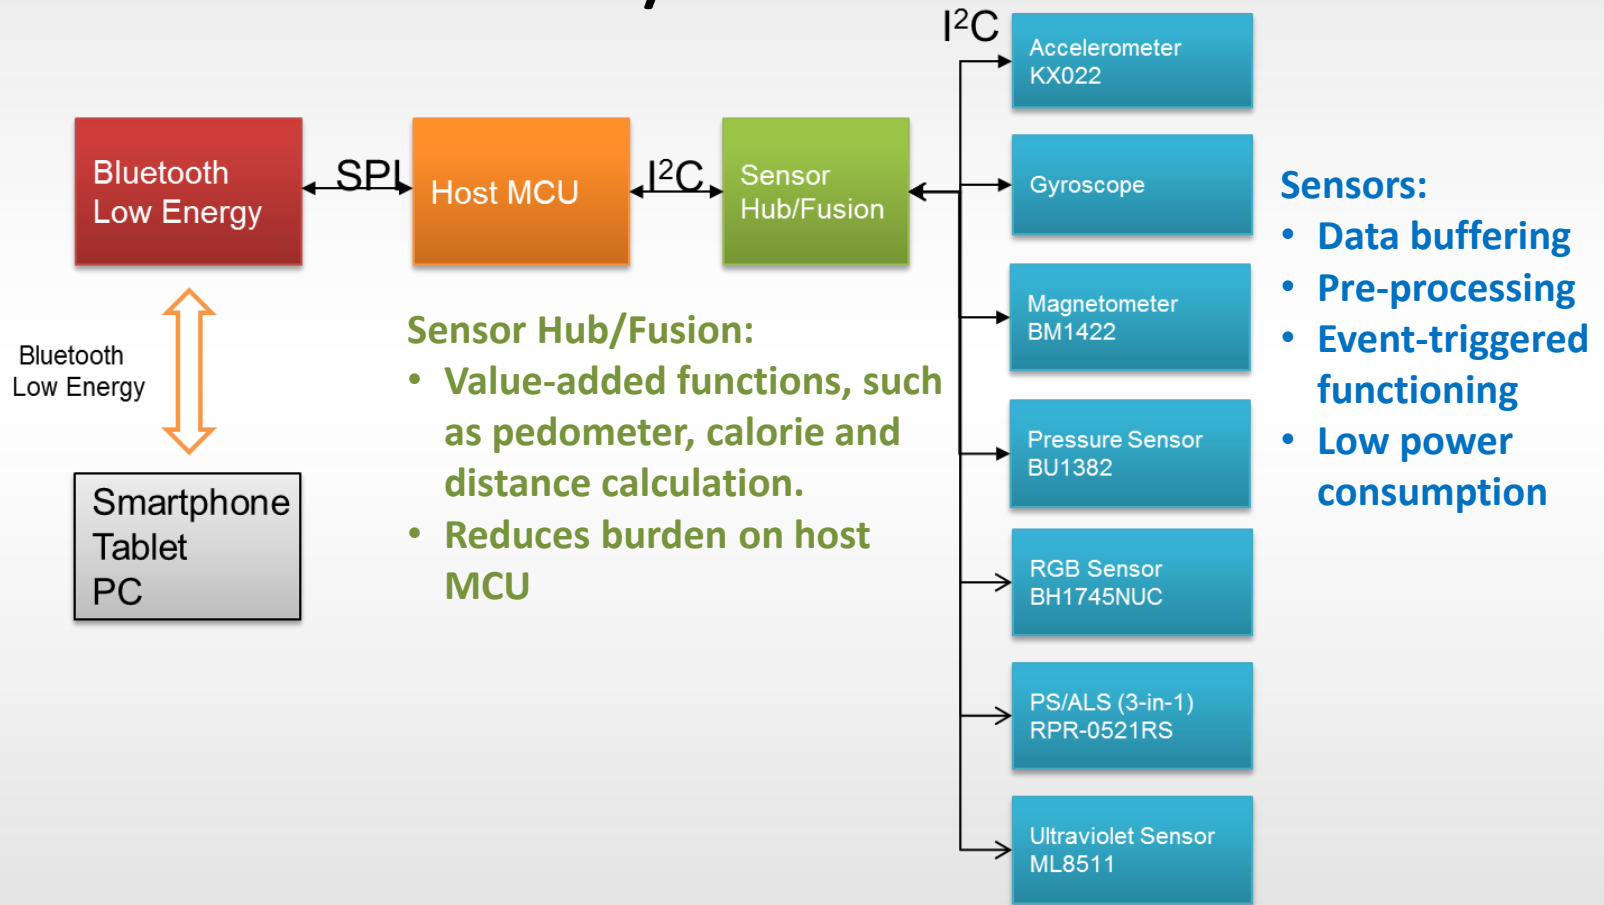 I²C
Accelerometer
KX022
Bluetooth
Low Energy
SPI
Host MCU
I²C
Sensor
Hub/Fusion
Gyroscope
Magnetometer
BM1422
Pressure Sensor
BU1382
RGB Sensor
BH1745NUC
PS/ALS (3-in-1)
RPR-0521RS
Ultraviolet Sensor
ML8511
Sensors:
• Data buffering
• Pre-processing
• Event-triggered
functioning
• Low power
consumption
Sensor Hub/Fusion:
• Value-added functions, such
as pedometer, calorie and
distance calculation.
• Reduces burden on host
MCU
Bluetooth
Low Energy
Smartphone
Tablet
PC